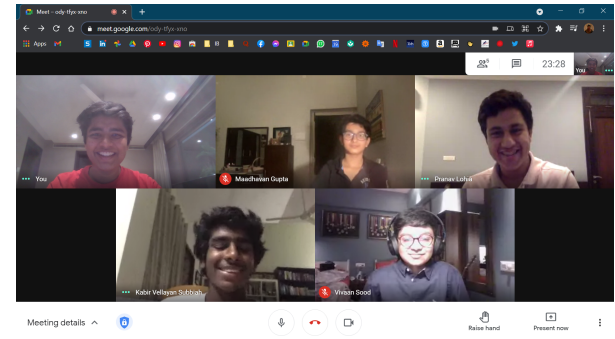 Meet – ody-tfyx-xno
meet.google.com/ody-tfyx-xno
Apps
5
23:28
You
You
Maadhavan Gupta
Pranav Lohia
Kabir Vellayan Subbiah
Vivaan Sood
Meeting details
Raise hand
Present now